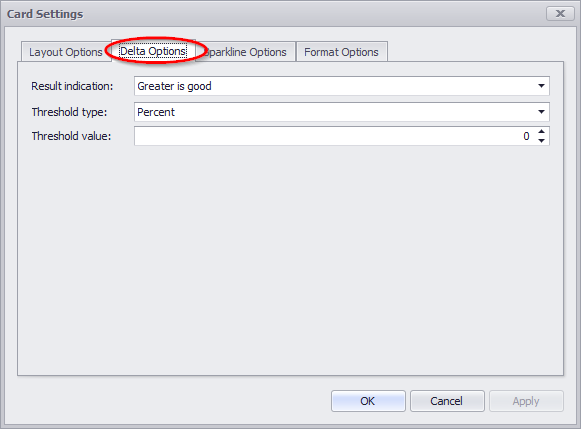 Card Settings
Layout Options Delta Options Sparkline Options Format Options
Result indication: Greater is good
Threshold type: Percent
Threshold value: 0
OK Cancel Apply